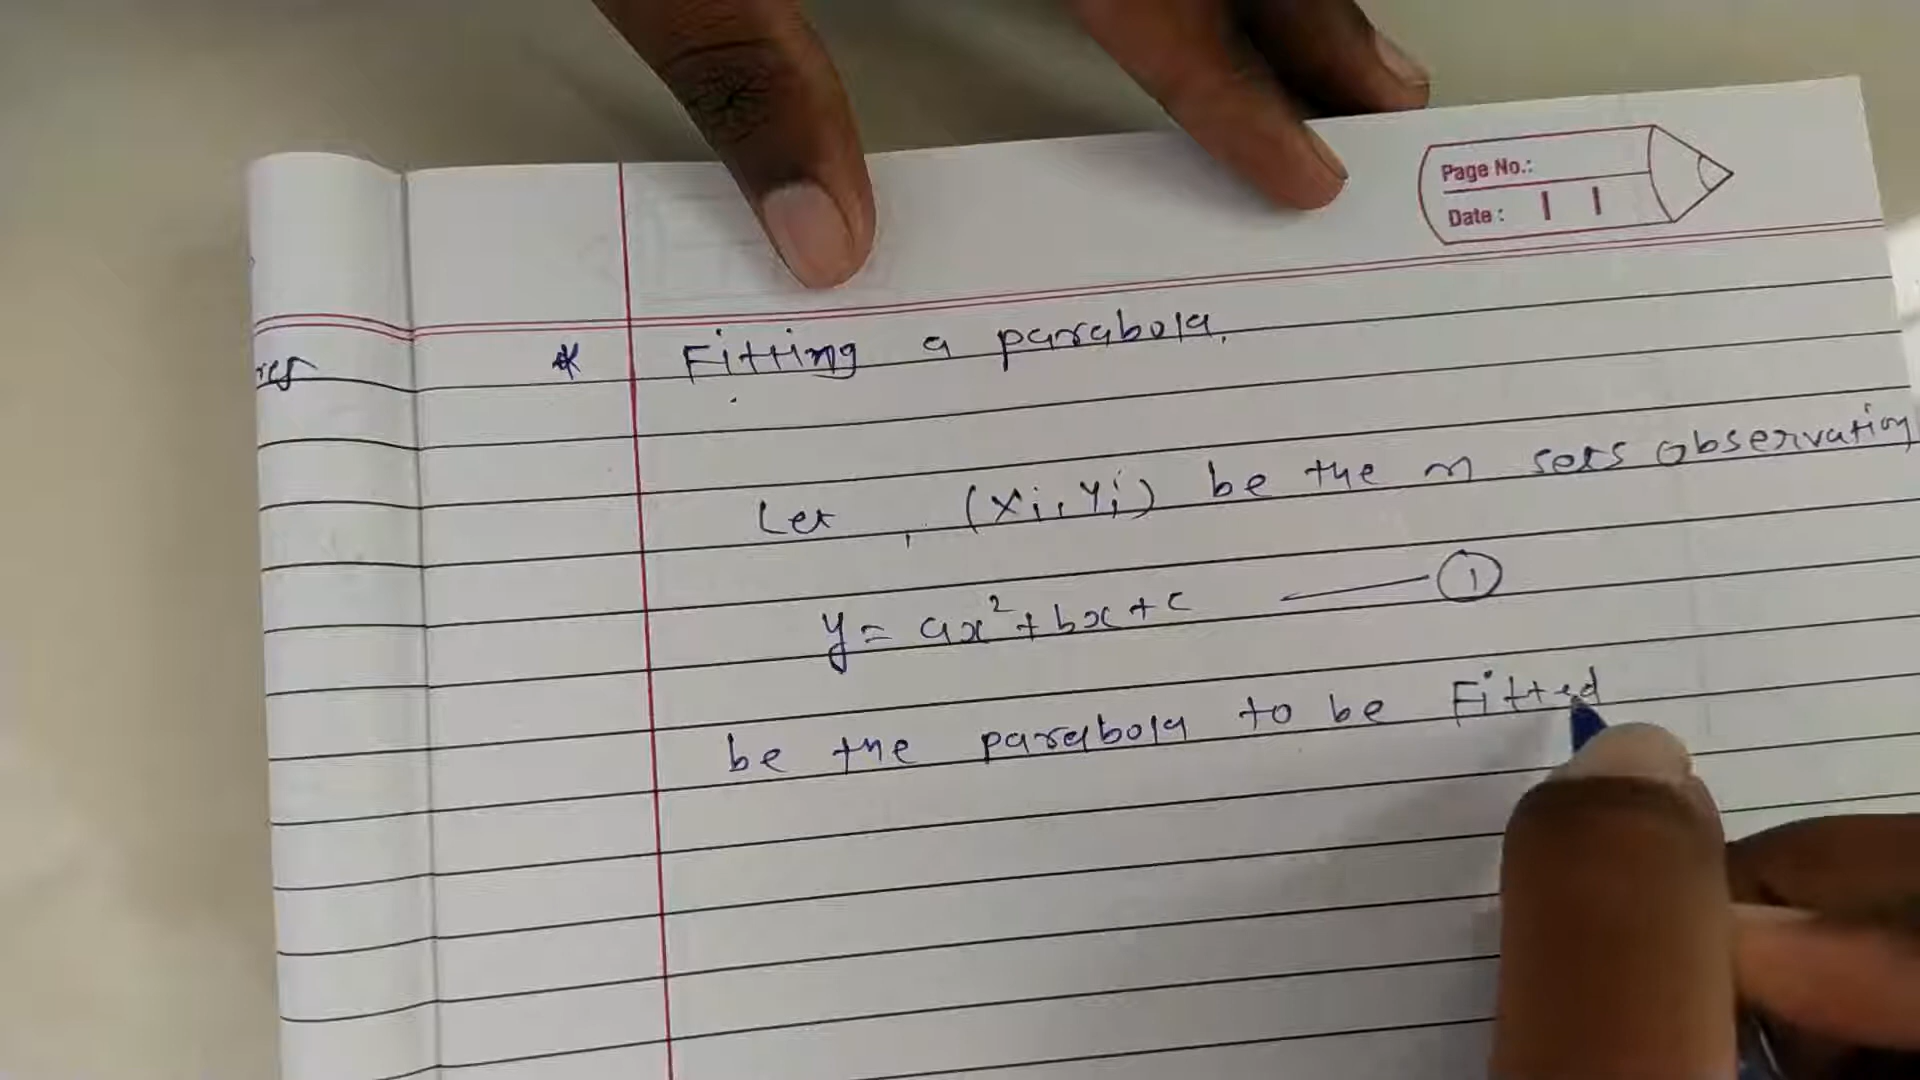 Page No.:
Date :
* Fitting a parabola.
Let , (xi, yi) be the m sets observation
y = ax² + bx + c —— ①
be the parabola to be Fitted